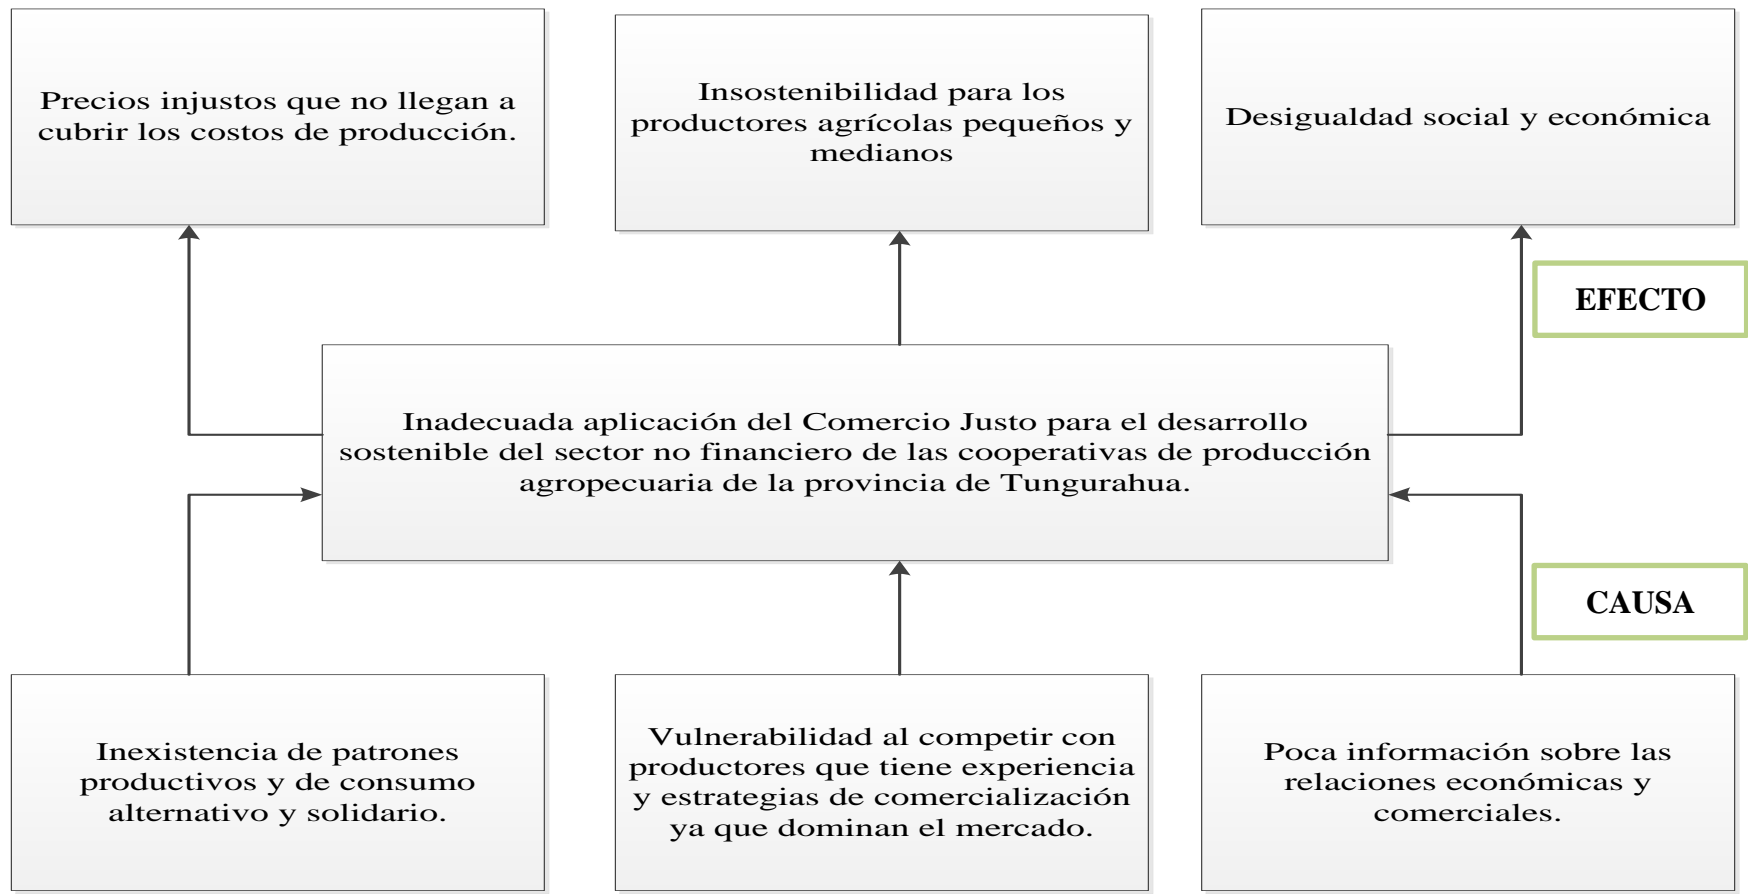 Precios injustos que no llegan a
cubrir los costos de producción.
Insostenibilidad para los
productores agrícolas pequeños y
medianos
Desigualdad social y económica
EFECTO
Inadecuada aplicación del Comercio Justo para el desarrollo
sostenible del sector no financiero de las cooperativas de producción
agropecuaria de la provincia de Tungurahua.
CAUSA
Inexistencia de patrones
productivos y de consumo
alternativo y solidario.
Vulnerabilidad al competir con
productores que tiene experiencia
y estrategias de comercialización
ya que dominan el mercado.
Poca información sobre las
relaciones económicas y
comerciales.